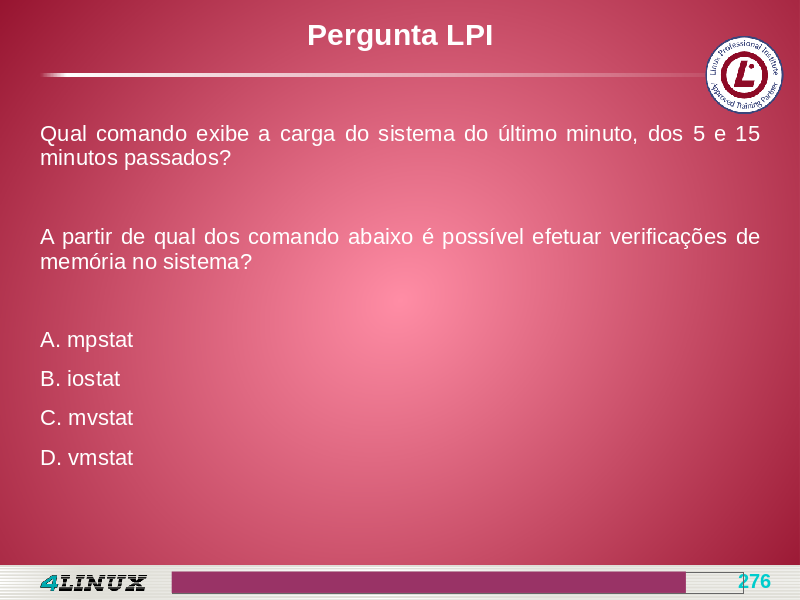 Pergunta LPI
Linux Professional Institute
Approved Training Partner
Qual comando exibe a carga do sistema do último minuto, dos 5 e 15
minutos passados?
A partir de qual dos comando abaixo é possível efetuar verificações de
memória no sistema?
A. mpstat
B. iostat
C. mvstat
D. vmstat
4LINUX
276